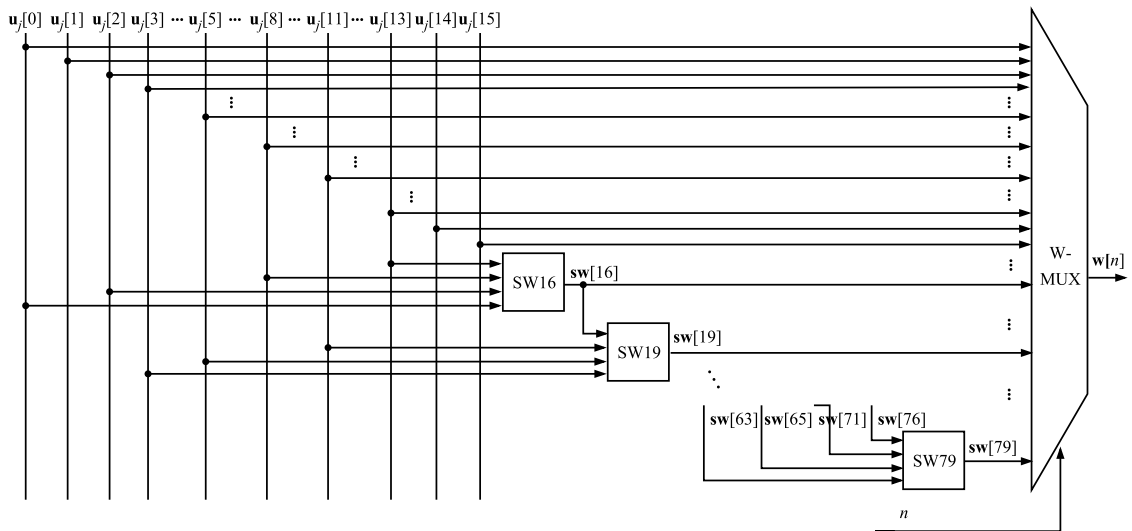 u_j[0] u_j[1] u_j[2] u_j[3] ··· u_j[5] ··· u_j[8] ··· u_j[11] ··· u_j[13] u_j[14] u_j[15]
W-
MUX
w[n]
SW16
sw[16]
SW19
sw[19]
sw[63] sw[65] sw[71] sw[76]
SW79
sw[79]
n